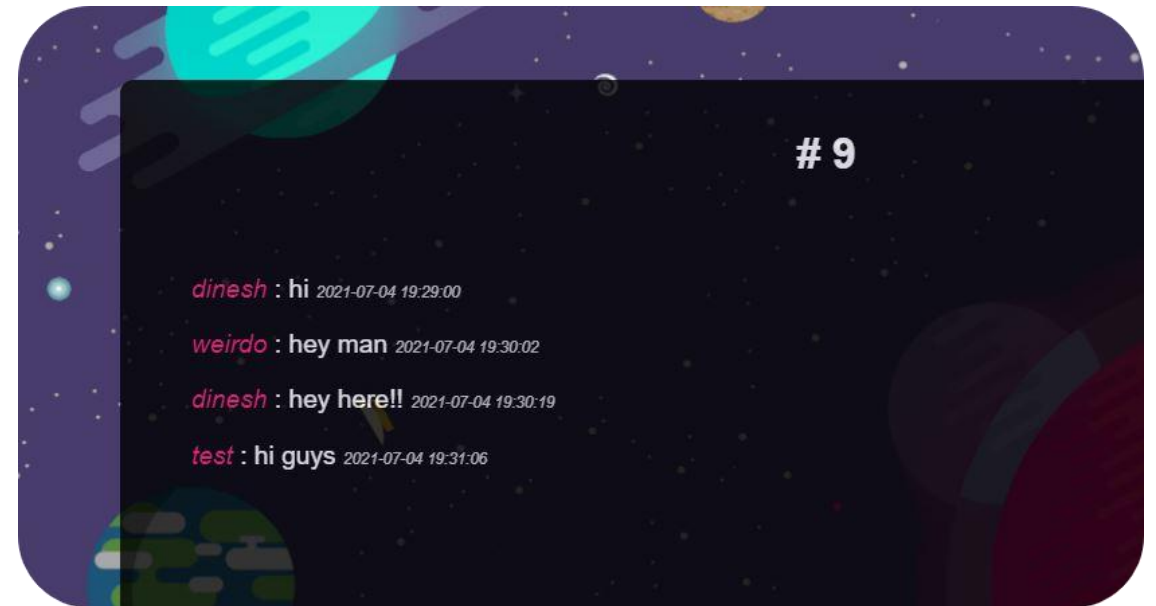 # 9
dinesh : hi 2021-07-04 19:29:00
weirdo : hey man 2021-07-04 19:30:02
dinesh : hey here!! 2021-07-04 19:30:19
test : hi guys 2021-07-04 19:31:06